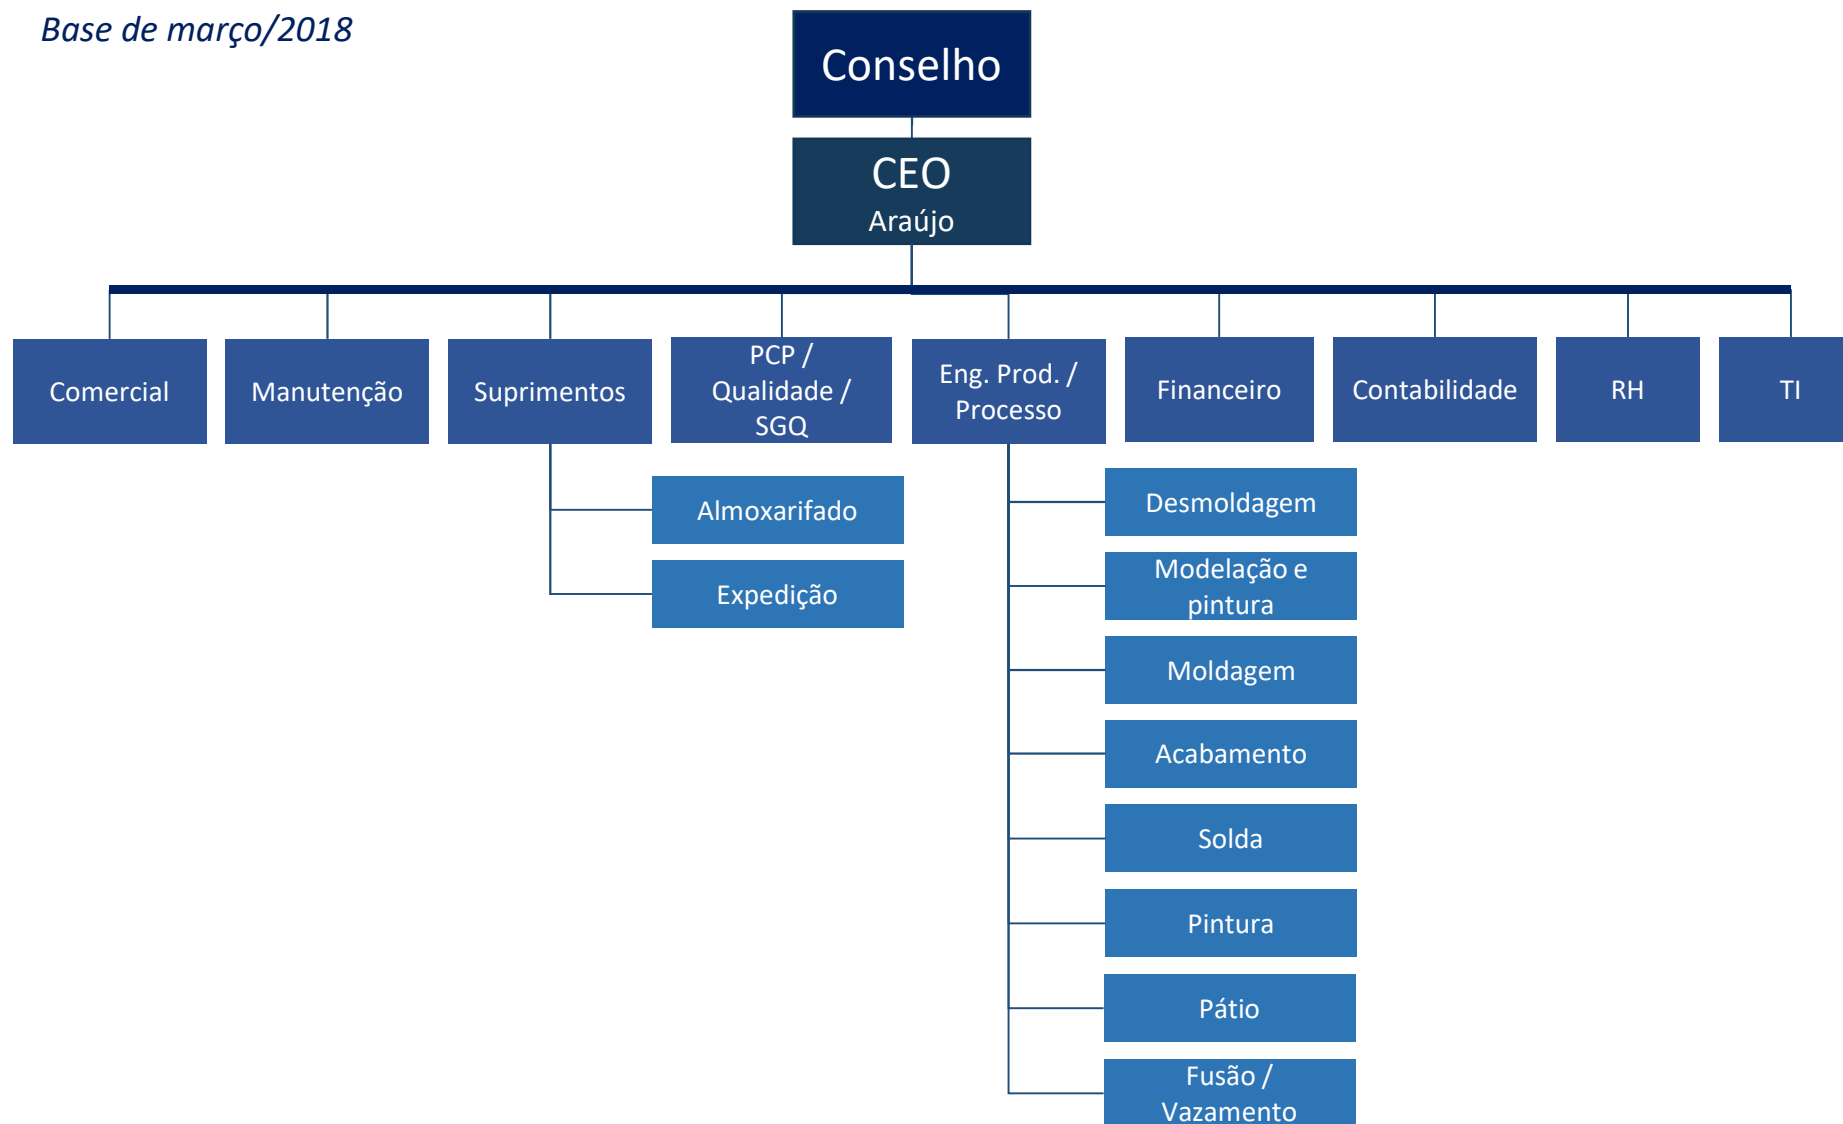 Base de março/2018
Conselho
CEO
Araújo
Comercial
Manutenção
Suprimentos
PCP /
Qualidade /
SGQ
Eng. Prod. /
Processo
Financeiro
Contabilidade
RH
TI
Almoxarifado
Expedição
Desmoldagem
Modelação e
pintura
Moldagem
Acabamento
Solda
Pintura
Pátio
Fusão /
Vazamento